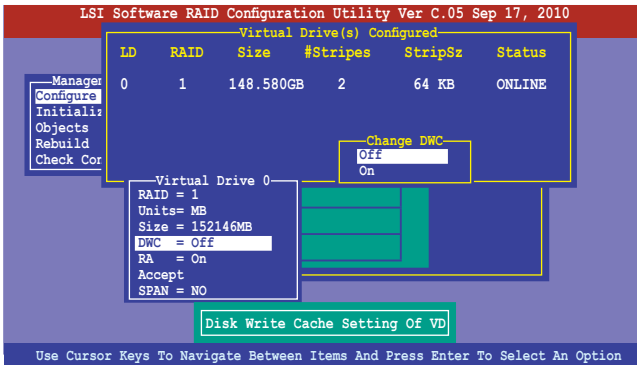 LSI Software RAID Configuration Utility Ver C.05 Sep 17, 2010
Virtual Drive(s) Configured
LD RAID Size #Stripes StripSz Status
0 1 148.580GB 2 64 KB ONLINE
Manager
Configure
Initializ
Objects
Rebuild
Check Cor
Change DWC
Off
On
Virtual Drive 0
RAID = 1
Units= MB
Size = 152146MB
DWC = Off
RA = On
Accept
SPAN = NO
Disk Write Cache Setting Of VD
Use Cursor Keys To Navigate Between Items And Press Enter To Select An Option